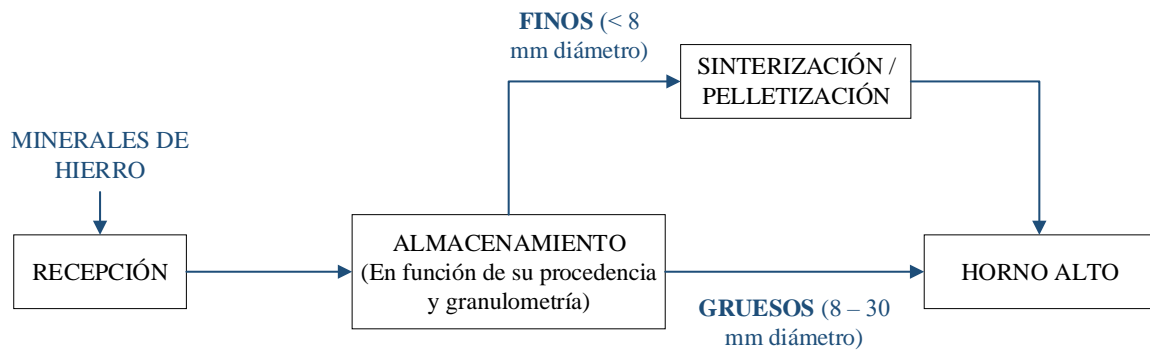 FINOS (< 8
mm diámetro)
SINTERIZACIÓN /
PELLETIZACIÓN
MINERALES DE
HIERRO
RECEPCIÓN
ALMACENAMIENTO
(En función de su procedencia
y granulometría)
HORNO ALTO
GRUESOS (8 – 30
mm diámetro)